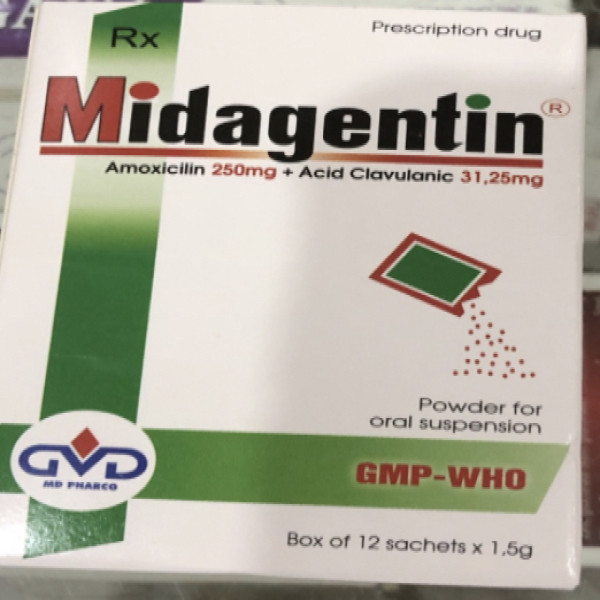 Rx
Prescription drug
Midagentin®
Amoxicilin 250mg + Acid Clavulanic 31,25mg
Powder for
oral suspension
GVD
MD PHARCO
GMP-WHO
Box of 12 sachets x 1,5g